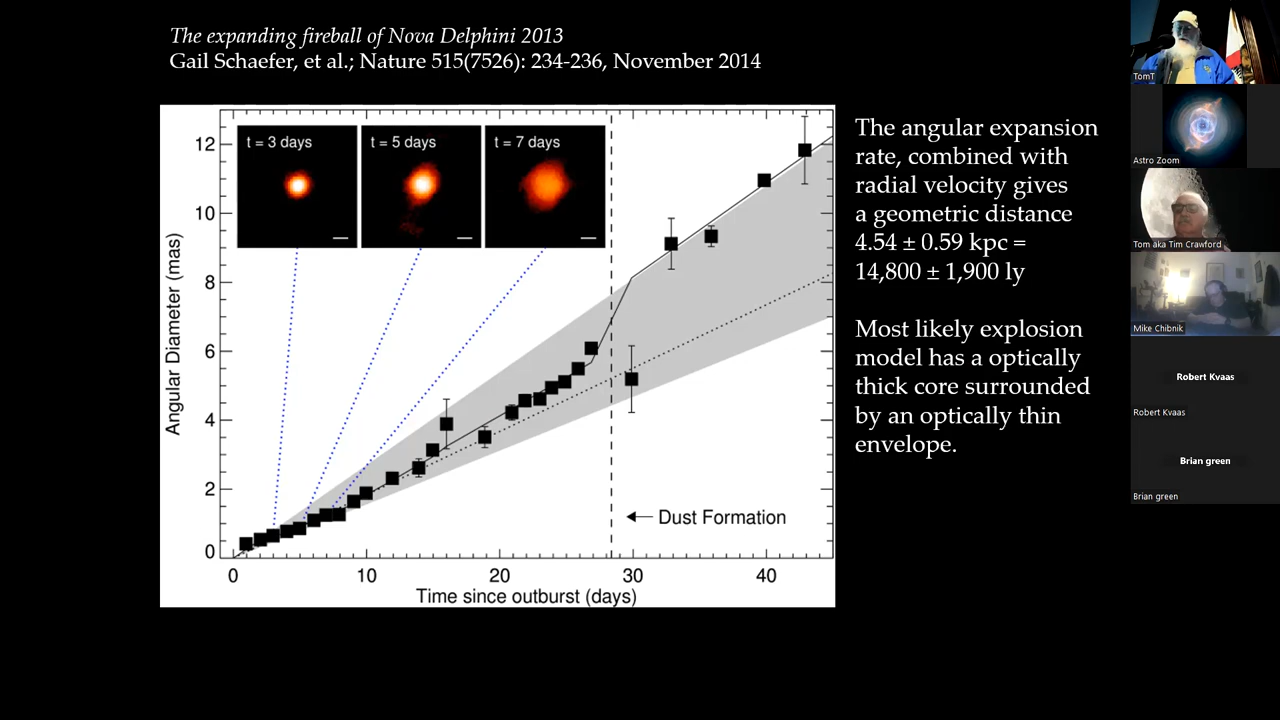 The expanding fireball of Nova Delphini 2013
Gail Schaefer, et al.; Nature 515(7526): 234-236, November 2014
12
10
8
6
4
2
0
Angular Diameter (mas)
t = 3 days
t = 5 days
t = 7 days
Dust Formation
0 10 20 30 40
Time since outburst (days)
The angular expansion
rate, combined with
radial velocity gives
a geometric distance
4.54 ± 0.59 kpc =
14,800 ± 1,900 ly
Most likely explosion
model has a optically
thick core surrounded
by an optically thin
envelope.
TomT
Astro Zoom
Tom aka Tim Crawford
Mike Chibnik
Robert Kvaas
Robert Kvaas
Brian green
Brian green